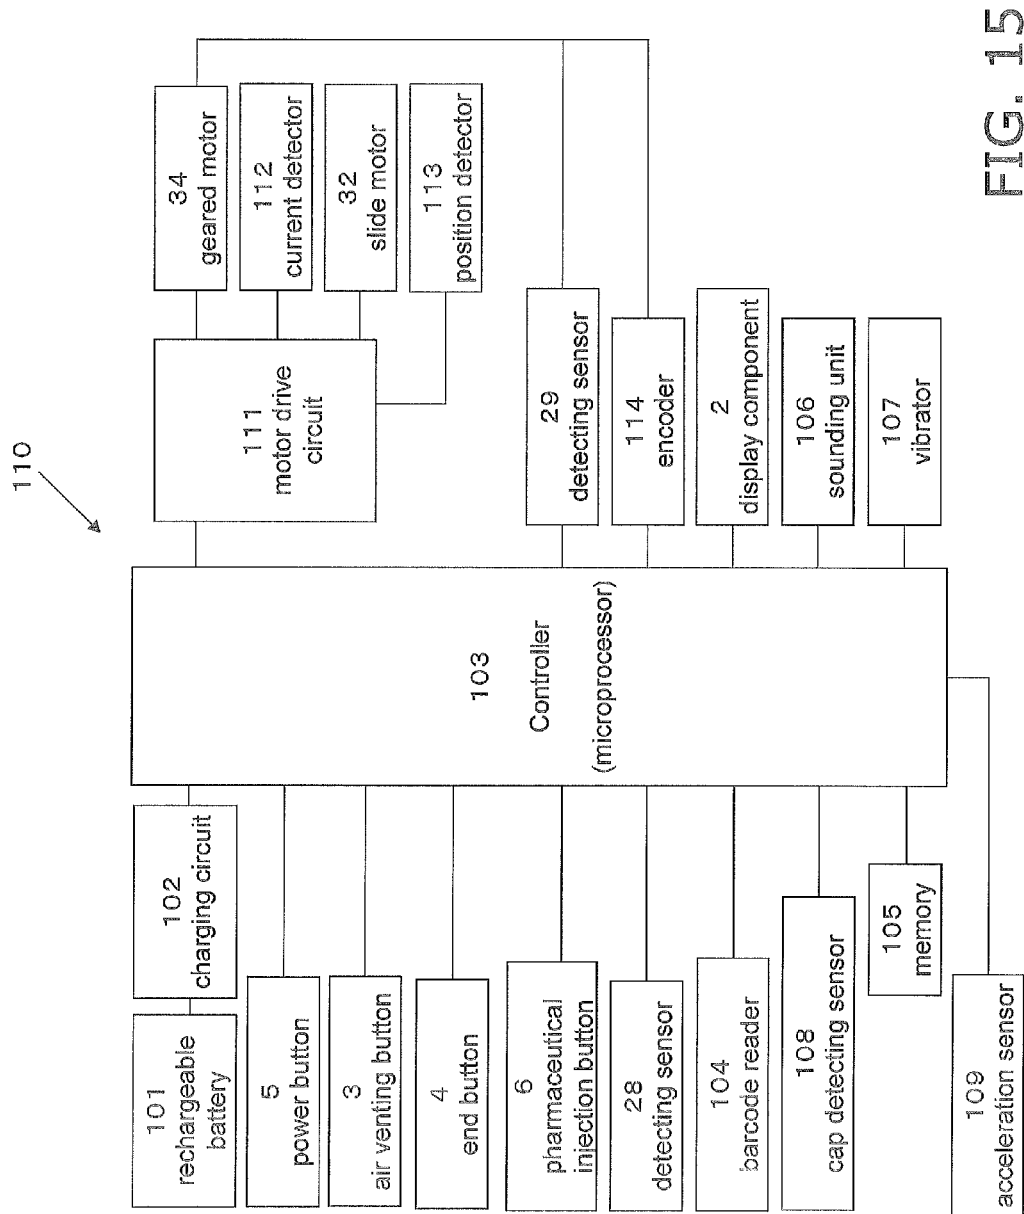 FIG. 15
110
101
rechargeable
battery
102
charging circuit
5
power button
3
air venting button
4
end button
6
pharmaceutical
injection button
28
detecting sensor
104
barcode reader
108
cap detecting sensor
105
memory
109
acceleration sensor
103
Controller
(microprocessor)
111
motor drive
circuit
34
geared motor
112
current detector
32
slide motor
113
position detector
29
detecting sensor
114
encoder
2
display component
106
sounding unit
107
vibrator